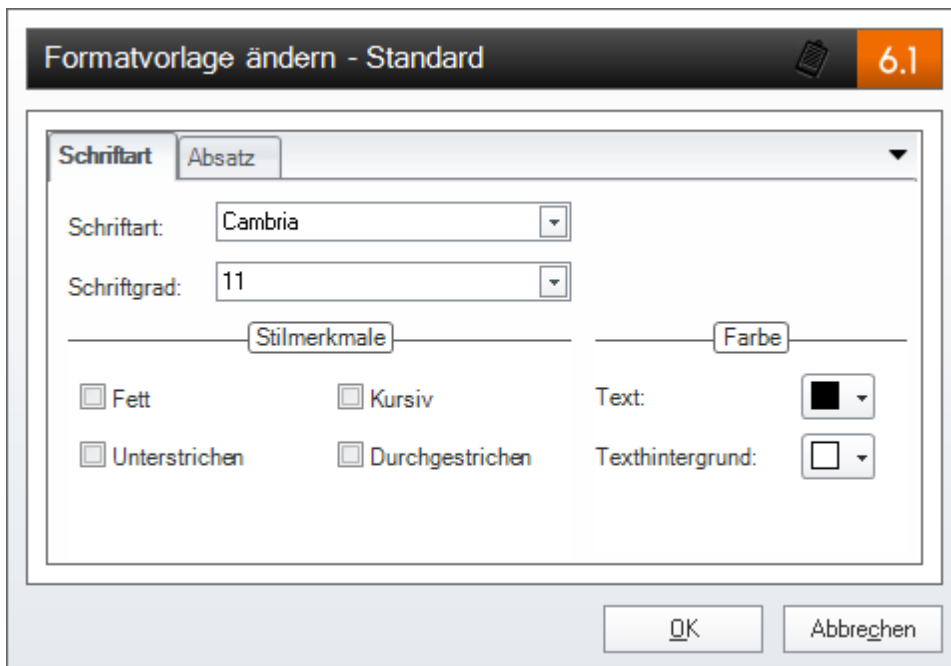 Formatvorlage ändern - Standard 6.1
Schriftart Absatz
Schriftart: Cambria
Schriftgrad: 11
Stilmerkmale Farbe
Fett Kursiv Text:
Unterstrichen Durchgestrichen Texthintergrund:
OK Abbrechen